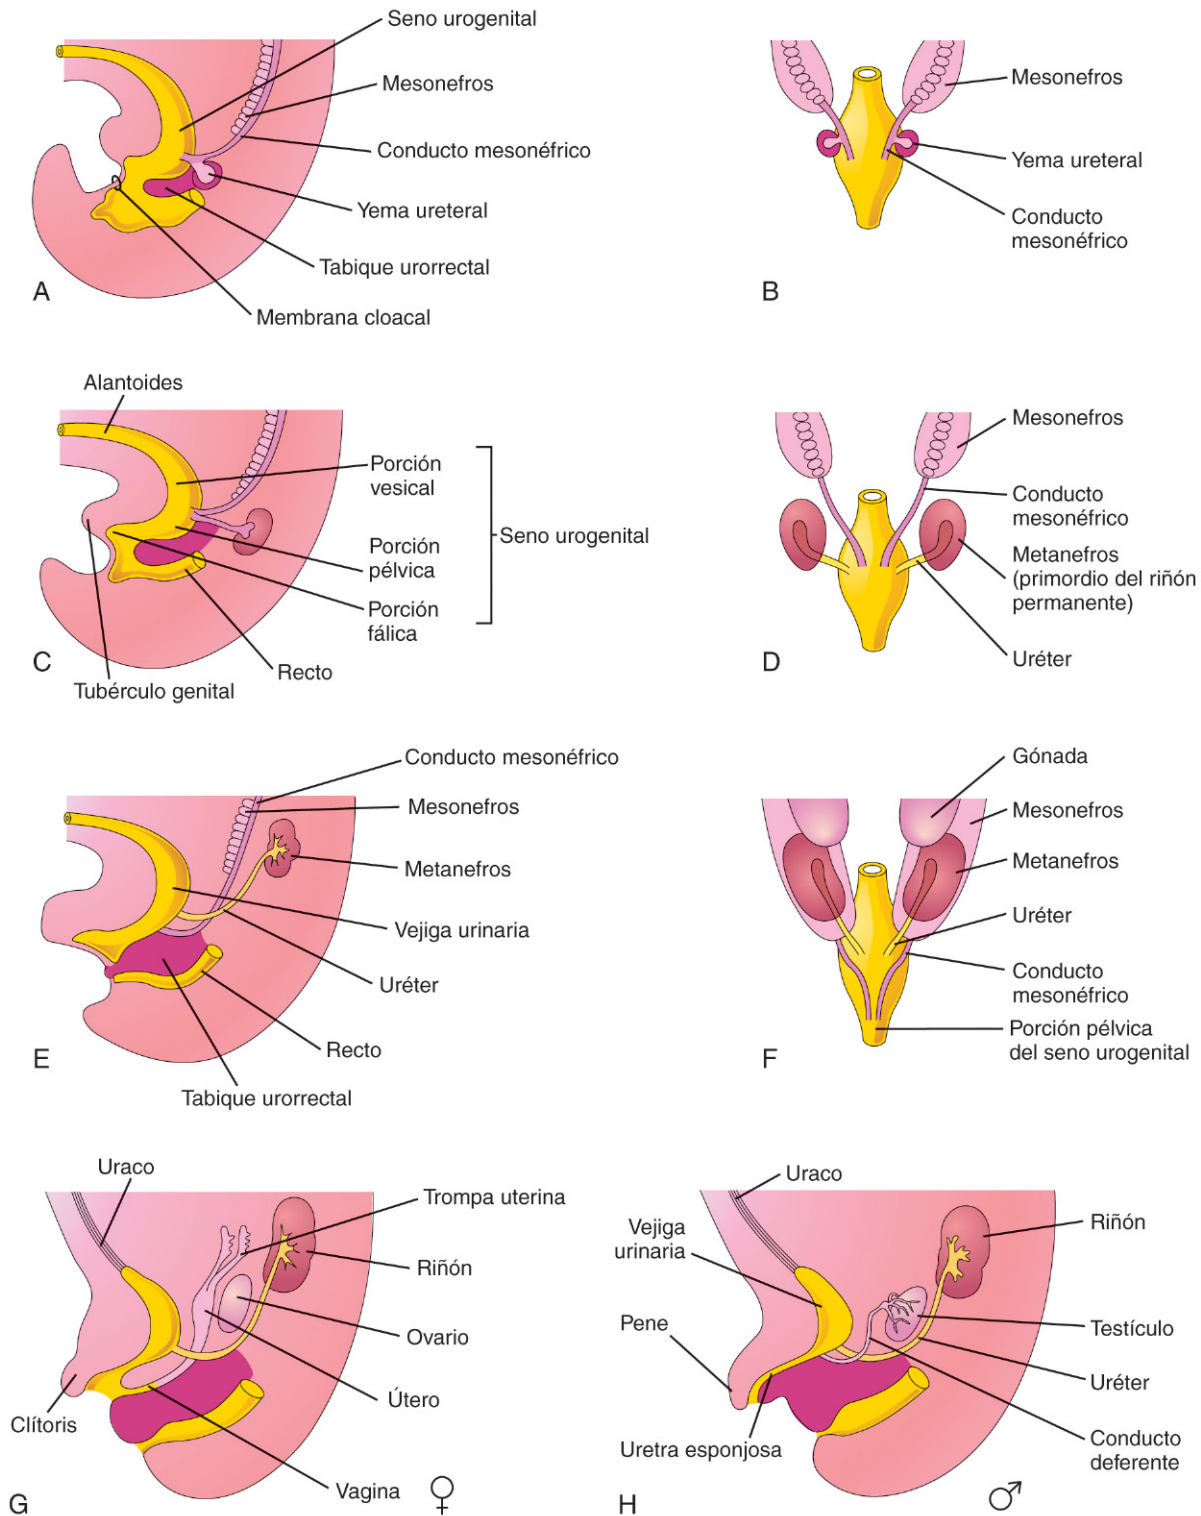 Seno urogenital
Mesonefros
Conducto mesonéfrico
Yema ureteral
Tabique urorrectal
Membrana cloacal
A
Mesonefros
Yema ureteral
Conducto
mesonéfrico
B
Alantoides
Porción
vesical
Porción
pélvica
Porción
fálica
Seno urogenital
Recto
Tubérculo genital
C
Mesonefros
Conducto
mesonéfrico
Metanefros
(primordio del riñón
permanente)
Uréter
D
Conducto mesonéfrico
Mesonefros
Metanefros
Vejiga urinaria
Uréter
Recto
Tabique urorrectal
E
Gónada
Mesonefros
Metanefros
Uréter
Conducto
mesonéfrico
Porción pélvica
del seno urogenital
F
Uraco
Trompa uterina
Riñón
Ovario
Útero
Clítoris
Vagina
G
♀
Uraco
Vejiga
urinaria
Riñón
Pene
Testículo
Uréter
Uretra esponjosa
Conducto
deferente
H
♂